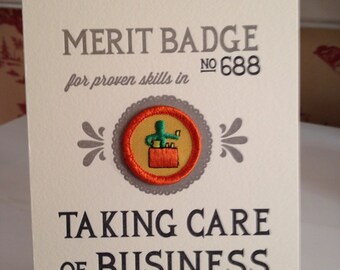 MERIT BADGE
for proven skills in
NO 688
TAKING CARE
OF BUSINESS